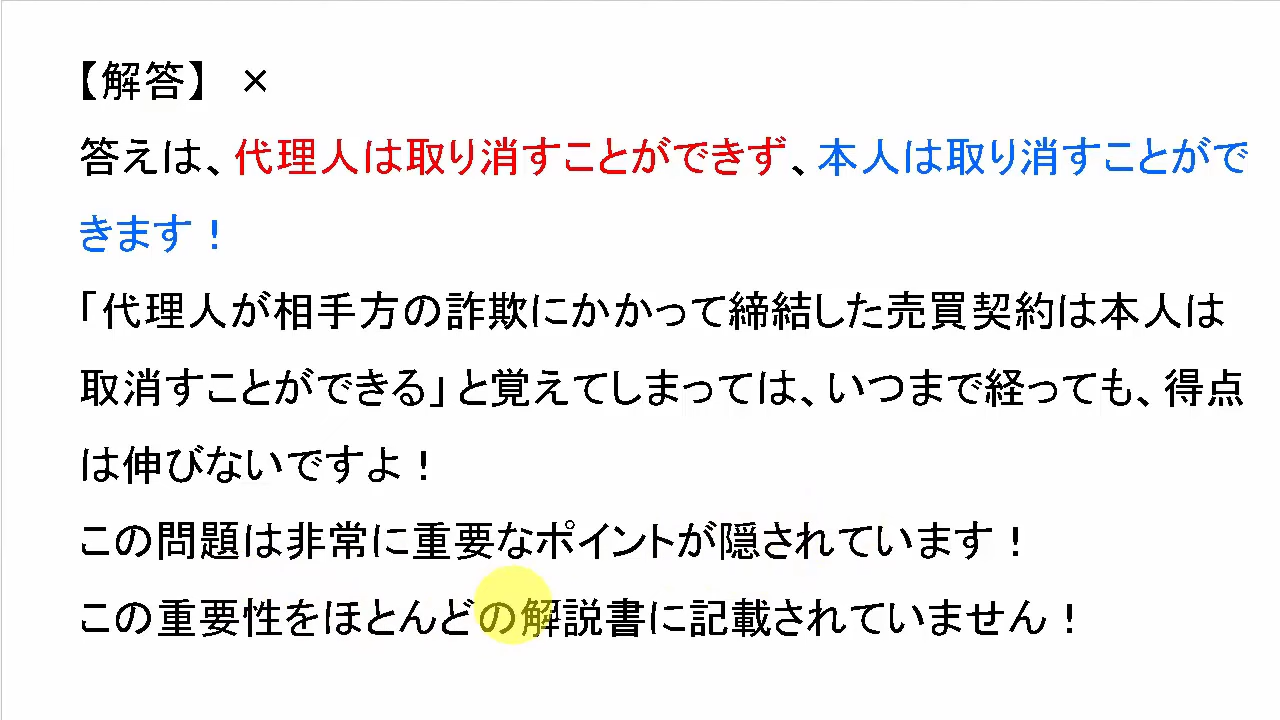 【解答】 ×
答えは、代理人は取り消すことができず、本人は取り消すことがで
きます！
「代理人が相手方の詐欺にかかって締結した売買契約は本人は
取消すことができる」と覚えてしまっては、いつまで経っても、得点
は伸びないですよ！
この問題は非常に重要なポイントが隠されています！
この重要性をほとんどの解説書に記載されていません！